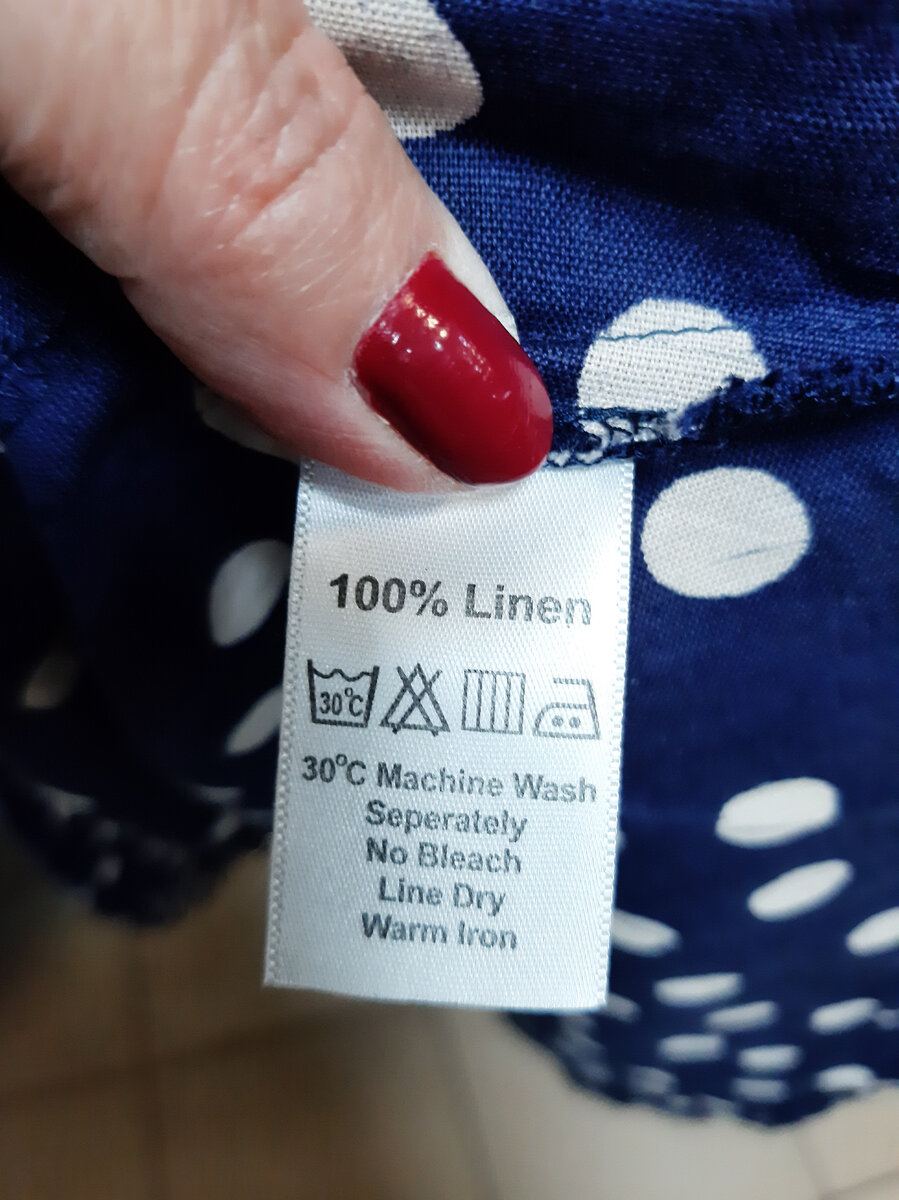 100% Linen
30°C
30°C Machine Wash
Seperately
No Bleach
Line Dry
Warm Iron